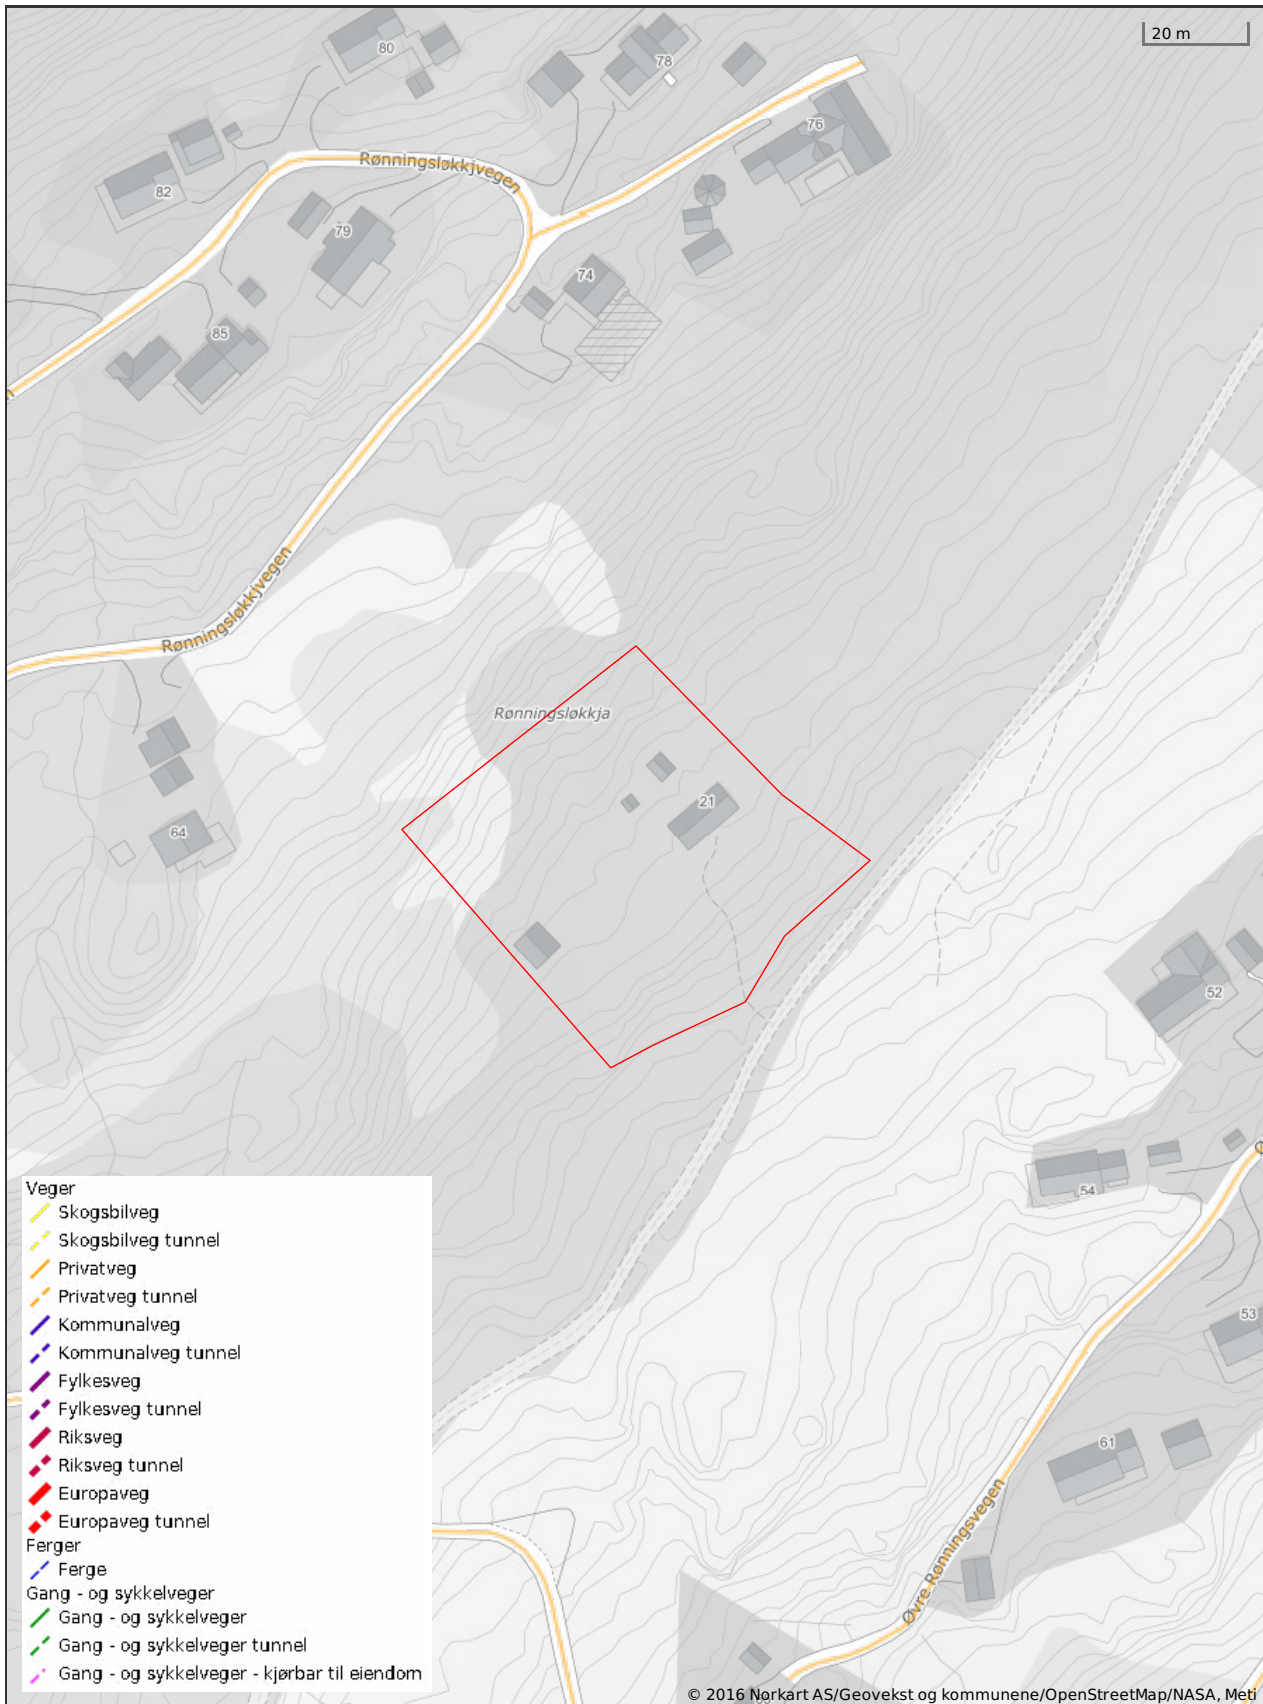 20 m
80
78
76
Rønningsløkkjvegen
82
79
74
85
Rønningsløkkjvegen
Rønningsløkkja
21
64
52
54
53
61
Øvre Rønningsvegen
Veger
Skogsbilveg
Skogsbilveg tunnel
Privatveg
Privatveg tunnel
Kommunalveg
Kommunalveg tunnel
Fylkesveg
Fylkesveg tunnel
Riksveg
Riksveg tunnel
Europaveg
Europaveg tunnel
Ferger
Ferge
Gang - og sykkelveger
Gang - og sykkelveger
Gang - og sykkelveger tunnel
Gang - og sykkelveger - kjørbar til eiendom
© 2016 Norkart AS/Geovekst og kommunene/OpenStreetMap/NASA, Meti